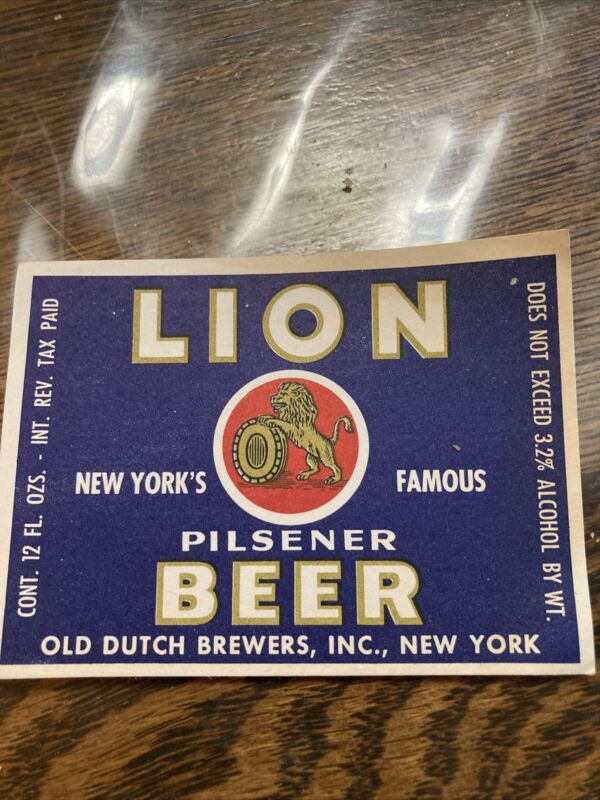 LION
NEW YORK'S FAMOUS
PILSENER
BEER
OLD DUTCH BREWERS, INC., NEW YORK
CONT. 12 FL. OZS. - INT. REV. TAX PAID
DOES NOT EXCEED 3.2% ALCOHOL BY WT.